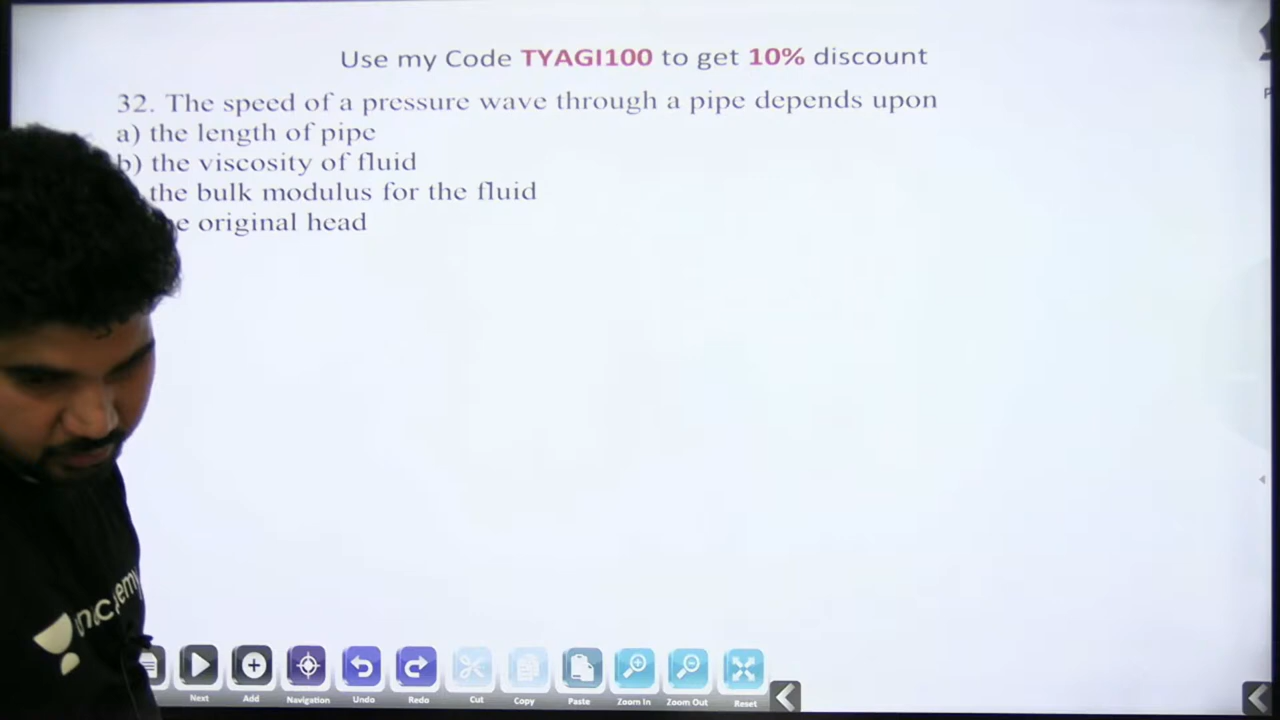 Use my Code TYAGI100 to get 10% discount
32. The speed of a pressure wave through a pipe depends upon
a) the length of pipe
b) the viscosity of fluid
the bulk modulus for the fluid
original head
Next Add Navigation Undo Redo Cut Copy Paste Zoom In Zoom Out Reset